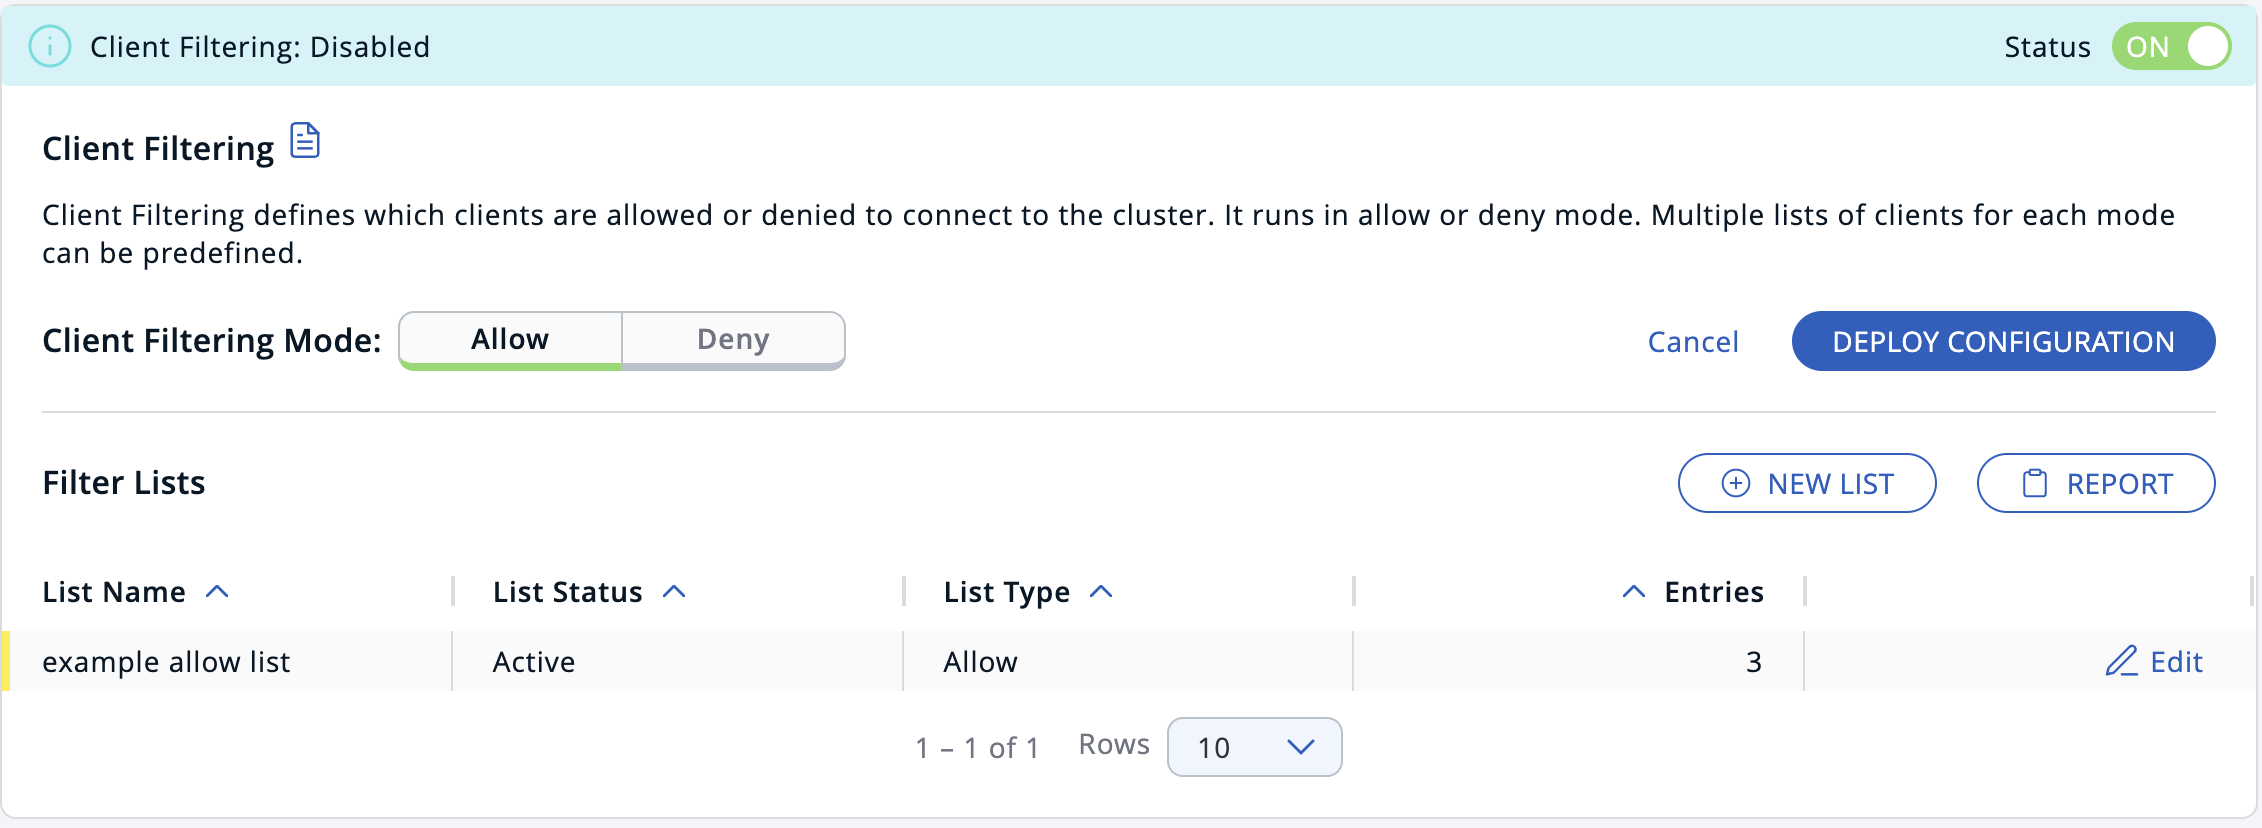 Client Filtering: Disabled
Status ON
Client Filtering
Client Filtering defines which clients are allowed or denied to connect to the cluster. It runs in allow or deny mode. Multiple lists of clients for each mode
can be predefined.
Client Filtering Mode: Allow Deny Cancel DEPLOY CONFIGURATION
Filter Lists NEW LIST REPORT
List Name List Status List Type Entries
example allow list Active Allow 3 Edit
1 – 1 of 1 Rows 10